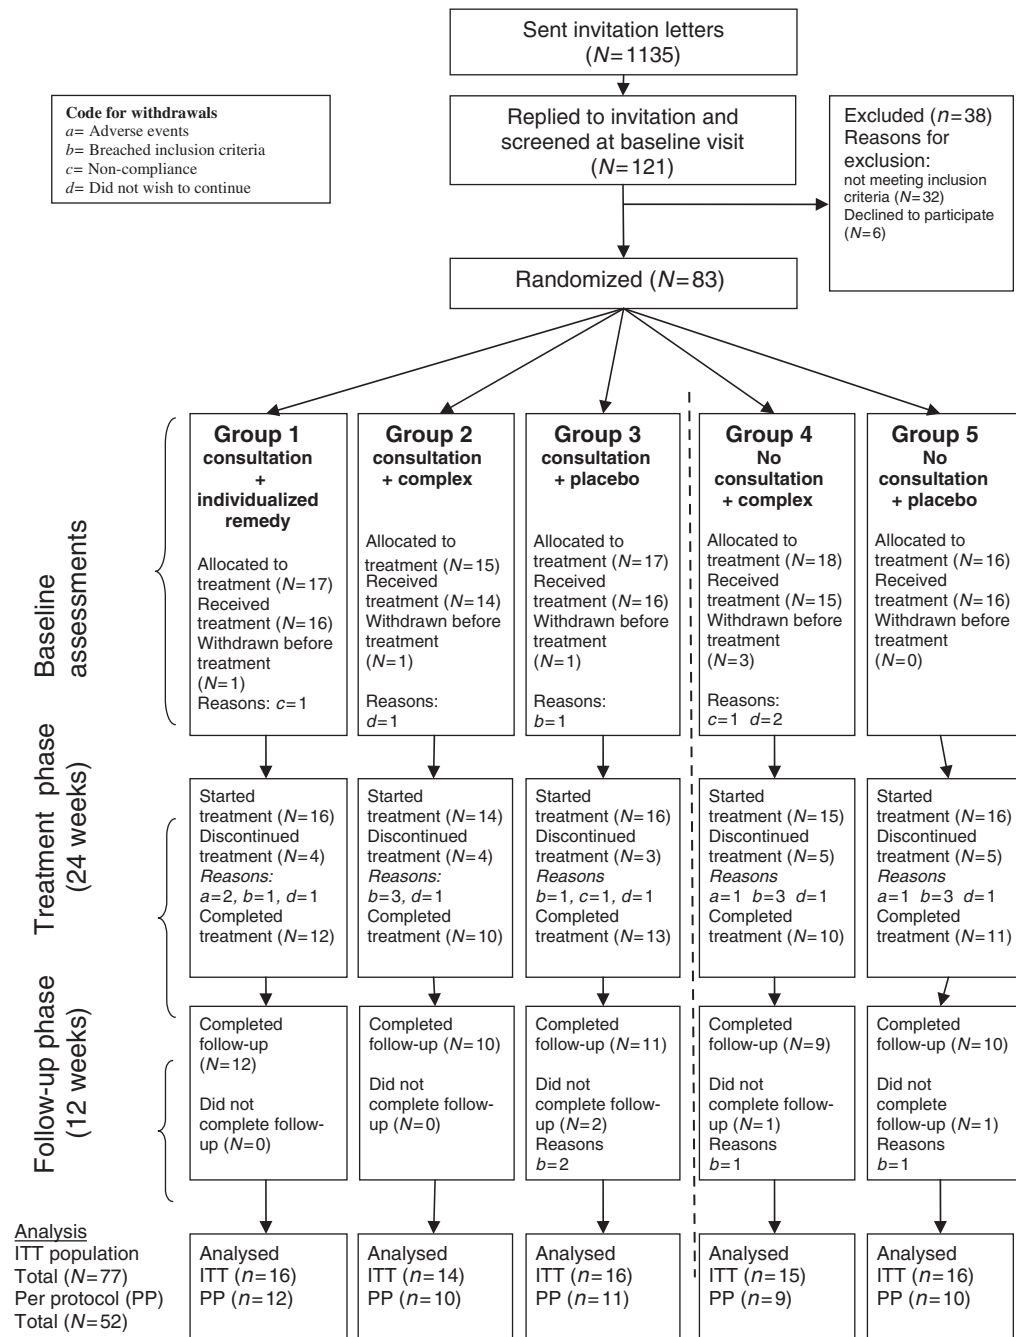 Sent invitation letters
(N=1135)
Code for withdrawals
a= Adverse events
b= Breached inclusion criteria
c= Non-compliance
d= Did not wish to continue
Replied to invitation and
screened at baseline visit
(N=121)
Excluded (n=38)
Reasons for
exclusion:
not meeting inclusion
criteria (N=32)
Declined to participate
(N=6)
Randomized (N=83)
Baseline
assessments
Group 1
consultation
+
individualized
remedy
Allocated to
treatment (N=17)
Received
treatment (N=16)
Withdrawn before
treatment
(N=1)
Reasons: c=1
Group 2
consultation
+ complex
Allocated to
treatment (N=15)
Received
treatment (N=14)
Withdrawn before
treatment
(N=1)
Reasons:
d=1
Group 3
consultation
+ placebo
Allocated to
treatment (N=17)
Received
treatment (N=16)
Withdrawn before
treatment
(N=1)
Reasons:
b=1
Group 4
No
consultation
+ complex
Allocated to
treatment (N=18)
Received
treatment (N=15)
Withdrawn before
treatment
(N=3)
Reasons:
c=1 d=2
Group 5
No
consultation
+ placebo
Allocated to
treatment (N=16)
Received
treatment (N=16)
Withdrawn before
treatment
(N=0)
Treatment phase
(24 weeks)
Started
treatment (N=16)
Discontinued
treatment (N=4)
Reasons:
a=2, b=1, d=1
Completed
treatment (N=12)
Started
treatment (N=14)
Discontinued
treatment (N=4)
Reasons:
b=3, d=1
Completed
treatment (N=10)
Started
treatment (N=16)
Discontinued
treatment (N=3)
Reasons
b=1, c=1, d=1
Completed
treatment (N=13)
Started
treatment (N=15)
Discontinued
treatment (N=5)
Reasons
a=1 b=3 d=1
Completed
treatment (N=10)
Started
treatment (N=16)
Discontinued
treatment (N=5)
Reasons
a=1 b=3 d=1
Completed
treatment (N=11)
Follow-up phase
(12 weeks)
Completed
follow-up
(N=12)
Did not
complete follow-
up (N=0)
Completed
follow-up (N=10)
Did not
complete follow-
up (N=0)
Completed
follow-up (N=11)
Did not
complete follow-
up (N=2)
Reasons
b=2
Completed
follow-up (N=9)
Did not
complete follow-
up (N=1)
Reasons
b=1
Completed
follow-up (N=10)
Did not
complete
follow-up (N=1)
Reasons
b=1
Analysis
ITT population
Total (N=77)
Per protocol (PP)
Total (N=52)
Analysed
ITT (n=16)
PP (n=12)
Analysed
ITT (n=14)
PP (n=10)
Analysed
ITT (n=16)
PP (n=11)
Analysed
ITT (n=15)
PP (n=9)
Analysed
ITT (n=16)
PP (n=10)